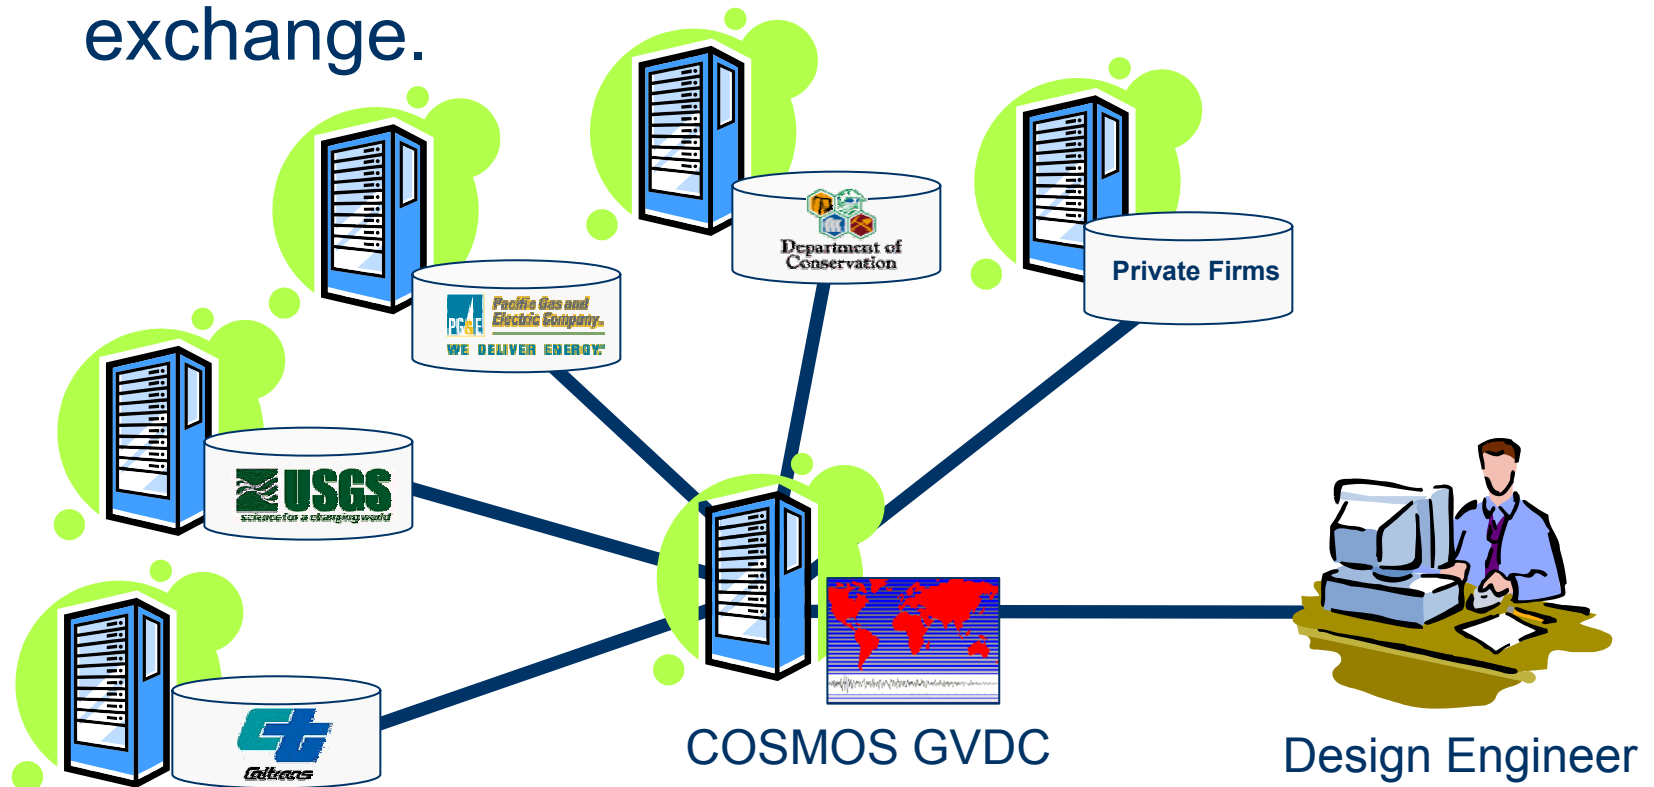 exchange.
Department of
Conservation
Private Firms
PG&E
Pacific Gas and
Electric Company
WE DELIVER ENERGY.
USGS
science for a changing world
Caltrans
COSMOS GVDC
Design Engineer